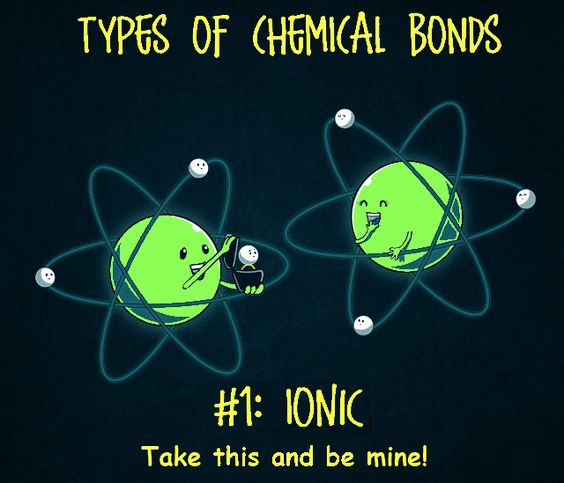 TYPES OF CHEMICAL BONDS
#1: IONIC
Take this and be mine!